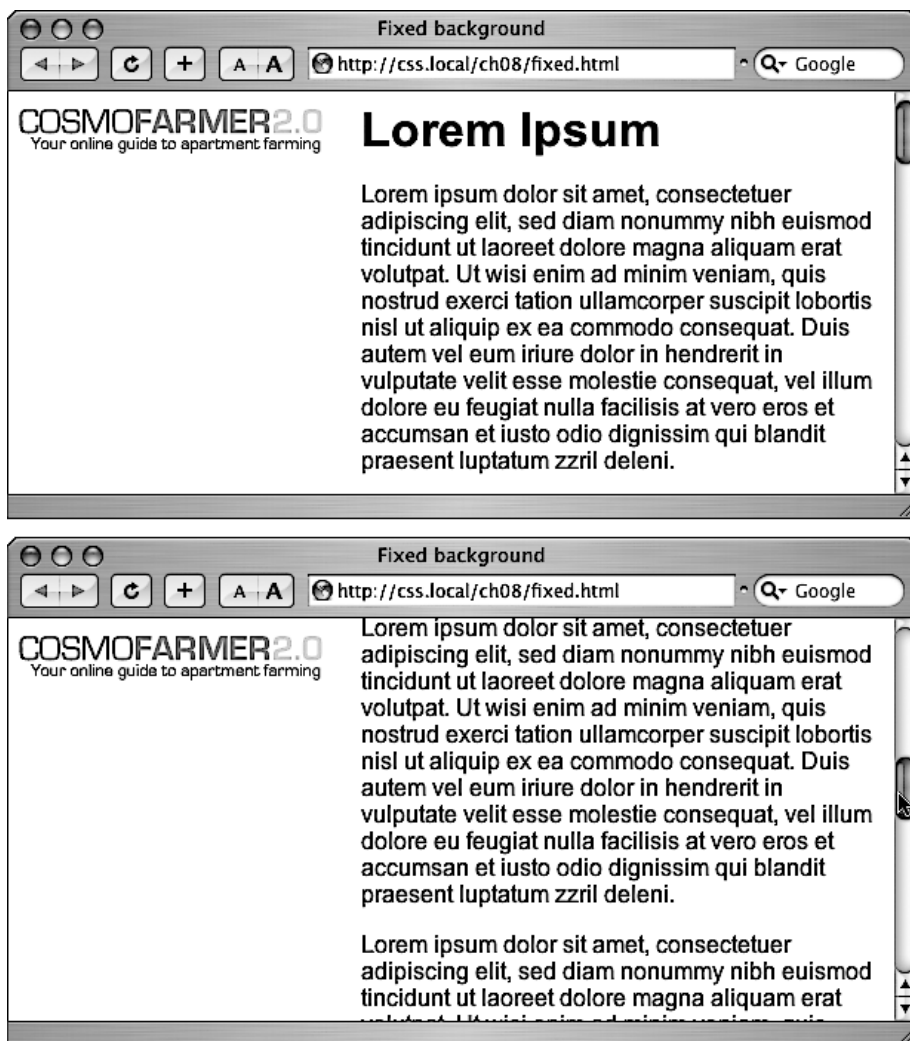 Fixed background
A A http://css.local/ch08/fixed.html Google
COSMOFARMER2.0
Your online guide to apartment farming
Lorem Ipsum
Lorem ipsum dolor sit amet, consectetuer
adipiscing elit, sed diam nonummy nibh euismod
tincidunt ut laoreet dolore magna aliquam erat
volutpat. Ut wisi enim ad minim veniam, quis
nostrud exerci tation ullamcorper suscipit lobortis
nisl ut aliquip ex ea commodo consequat. Duis
autem vel eum iriure dolor in hendrerit in
vulputate velit esse molestie consequat, vel illum
dolore eu feugiat nulla facilisis at vero eros et
accumsan et iusto odio dignissim qui blandit
praesent luptatum zzril deleni.
Fixed background
A A http://css.local/ch08/fixed.html Google
COSMOFARMER2.0
Your online guide to apartment farming
Lorem ipsum dolor sit amet, consectetuer
adipiscing elit, sed diam nonummy nibh euismod
tincidunt ut laoreet dolore magna aliquam erat
volutpat. Ut wisi enim ad minim veniam, quis
nostrud exerci tation ullamcorper suscipit lobortis
nisl ut aliquip ex ea commodo consequat. Duis
autem vel eum iriure dolor in hendrerit in
vulputate velit esse molestie consequat, vel illum
dolore eu feugiat nulla facilisis at vero eros et
accumsan et iusto odio dignissim qui blandit
praesent luptatum zzril deleni.
Lorem ipsum dolor sit amet, consectetuer
adipiscing elit, sed diam nonummy nibh euismod
tincidunt ut laoreet dolore magna aliquam erat